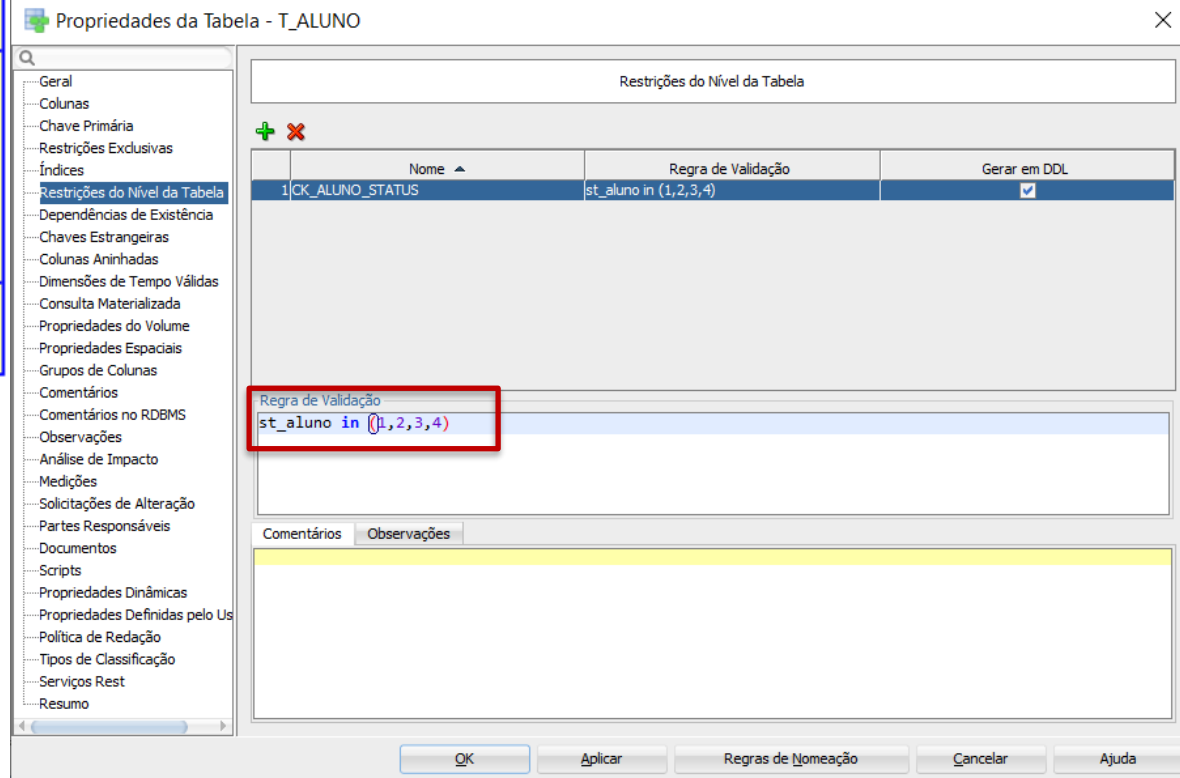 Propriedades da Tabela - T_ALUNO
Geral
Colunas
Chave Primária
Restrições Exclusivas
Índices
Restrições do Nível da Tabela
Dependências de Existência
Chaves Estrangeiras
Colunas Aninhadas
Dimensões de Tempo Válidas
Consulta Materializada
Propriedades do Volume
Propriedades Espaciais
Grupos de Colunas
Comentários
Comentários no RDBMS
Observações
Análise de Impacto
Medições
Solicitações de Alteração
Partes Responsáveis
Documentos
Scripts
Propriedades Dinâmicas
Propriedades Definidas pelo Us
Política de Redação
Tipos de Classificação
Serviços Rest
Resumo
Restrições do Nível da Tabela
Nome Regra de Validação Gerar em DDL
1 CK_ALUNO_STATUS st_aluno in (1,2,3,4)
Regra de Validação
st_aluno in (1,2,3,4)
Comentários Observações
OK Aplicar Regras de Nomeação Cancelar Ajuda